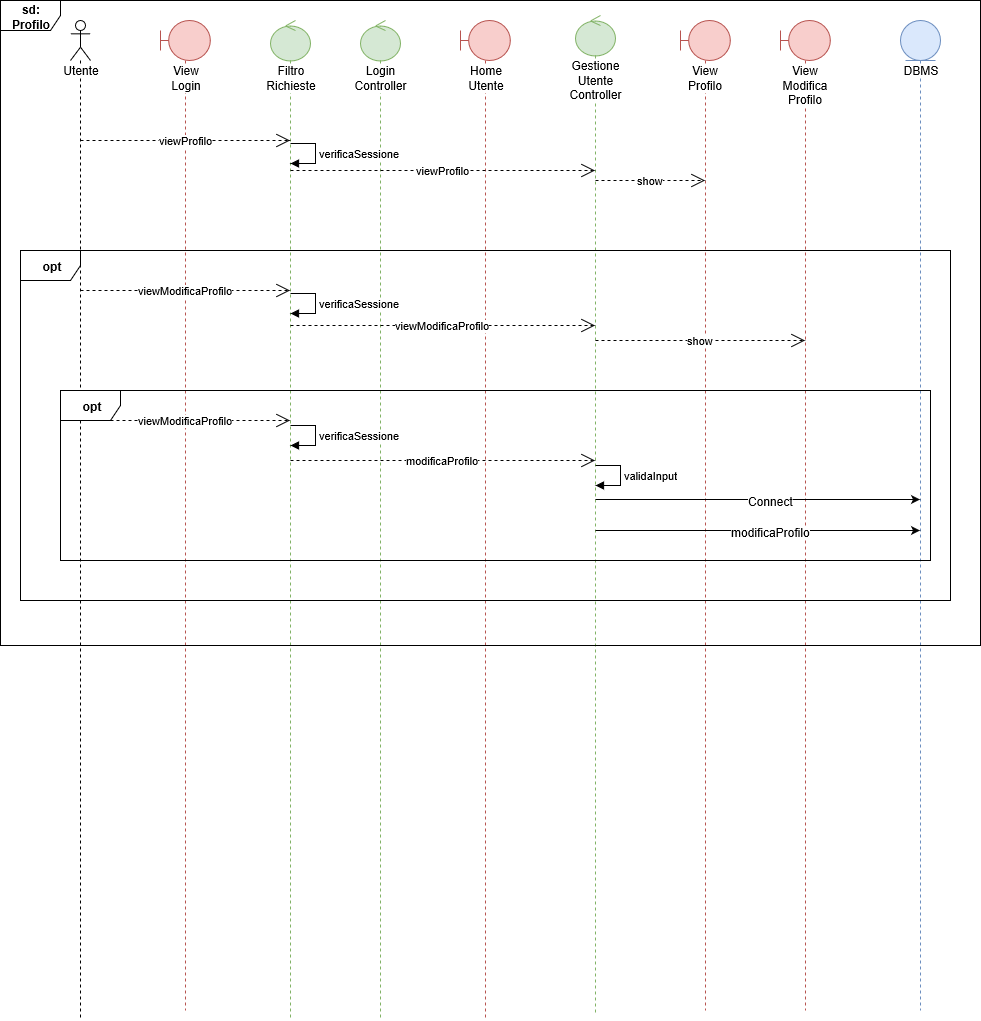 sd:
Profilo
Utente
View
Login
Filtro
Richieste
Login
Controller
Home
Utente
Gestione
Utente
Controller
View
Profilo
View
Modifica
Profilo
DBMS
viewProfilo
verificaSessione
viewProfilo
show
opt
viewModificaProfilo
verificaSessione
viewModificaProfilo
show
opt
viewModificaProfilo
verificaSessione
modificaProfilo
validaInput
Connect
modificaProfilo